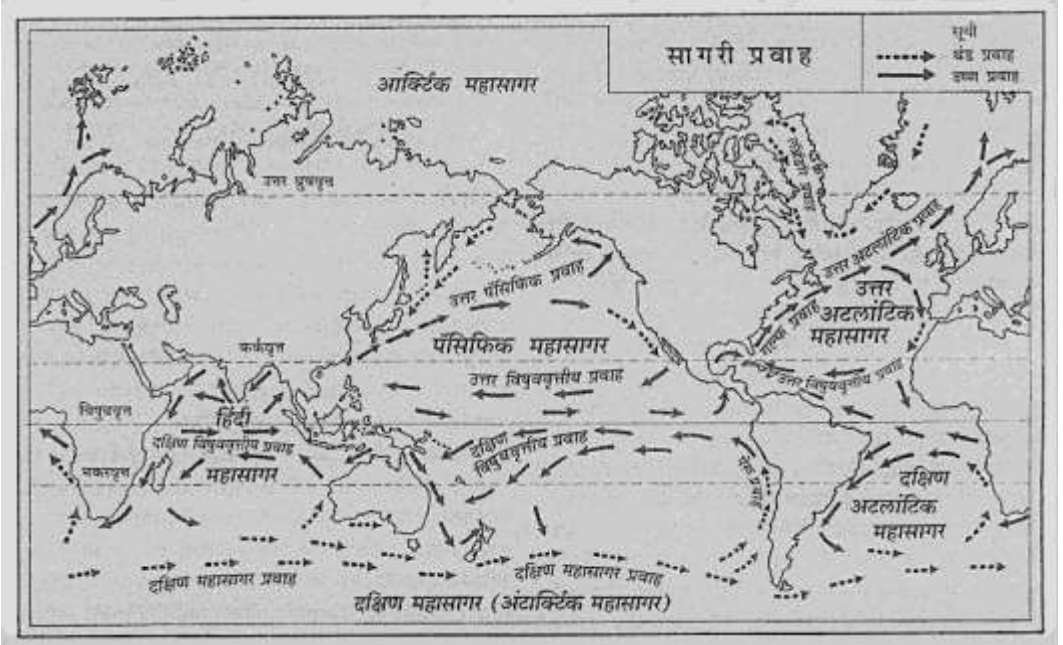 सागरी प्रवाह
सूची
थंड प्रवाह
उष्ण प्रवाह
आर्क्टिक महासागर
उत्तर ध्रुववृत्त
उत्तर अटलांटिक प्रवाह
उत्तर पॅसिफिक प्रवाह
उत्तर
अटलांटिक
महासागर
गल्फ प्रवाह
कर्कवृत्त
पॅसिफिक महासागर
उत्तर विषुववृत्तीय प्रवाह
उत्तर विषुववृत्तीय प्रवाह
विषुववृत्त
हिंदी
दक्षिण विषुववृत्तीय प्रवाह
महासागर
दक्षिण
विषुववृत्तीय प्रवाह
मकरवृत्त
पेरू प्रवाह
दक्षिण
अटलांटिक
महासागर
दक्षिण महासागर प्रवाह
दक्षिण महासागर प्रवाह
दक्षिण महासागर (अंटार्क्टिक महासागर)